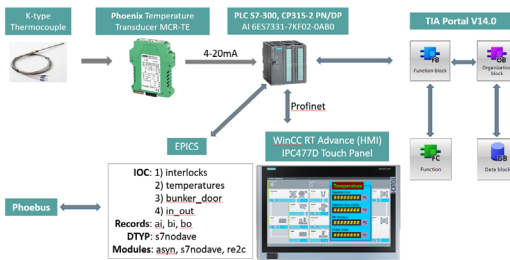 K-type
Thermocouple
Phoenix Temperature
Transducer MCR-TE
PLC S7-300, CP315-2 PN/DP
AI 6ES7331-7KF02-0AB0
TIA Portal V14.0
4-20mA
FB
Function block
OB
Organization
block
Profinet
EPICS
WinCC RT Advance (HMI)
IPC477D Touch Panel
FC
Function
DB
Data block
IOC: 1) interlocks
2) temperatures
3) bunker_door
4) in_out
Records: ai, bi, bo
DTYP: s7nodave
Modules: asyn, s7nodave, re2c
Phoebus
Temperature